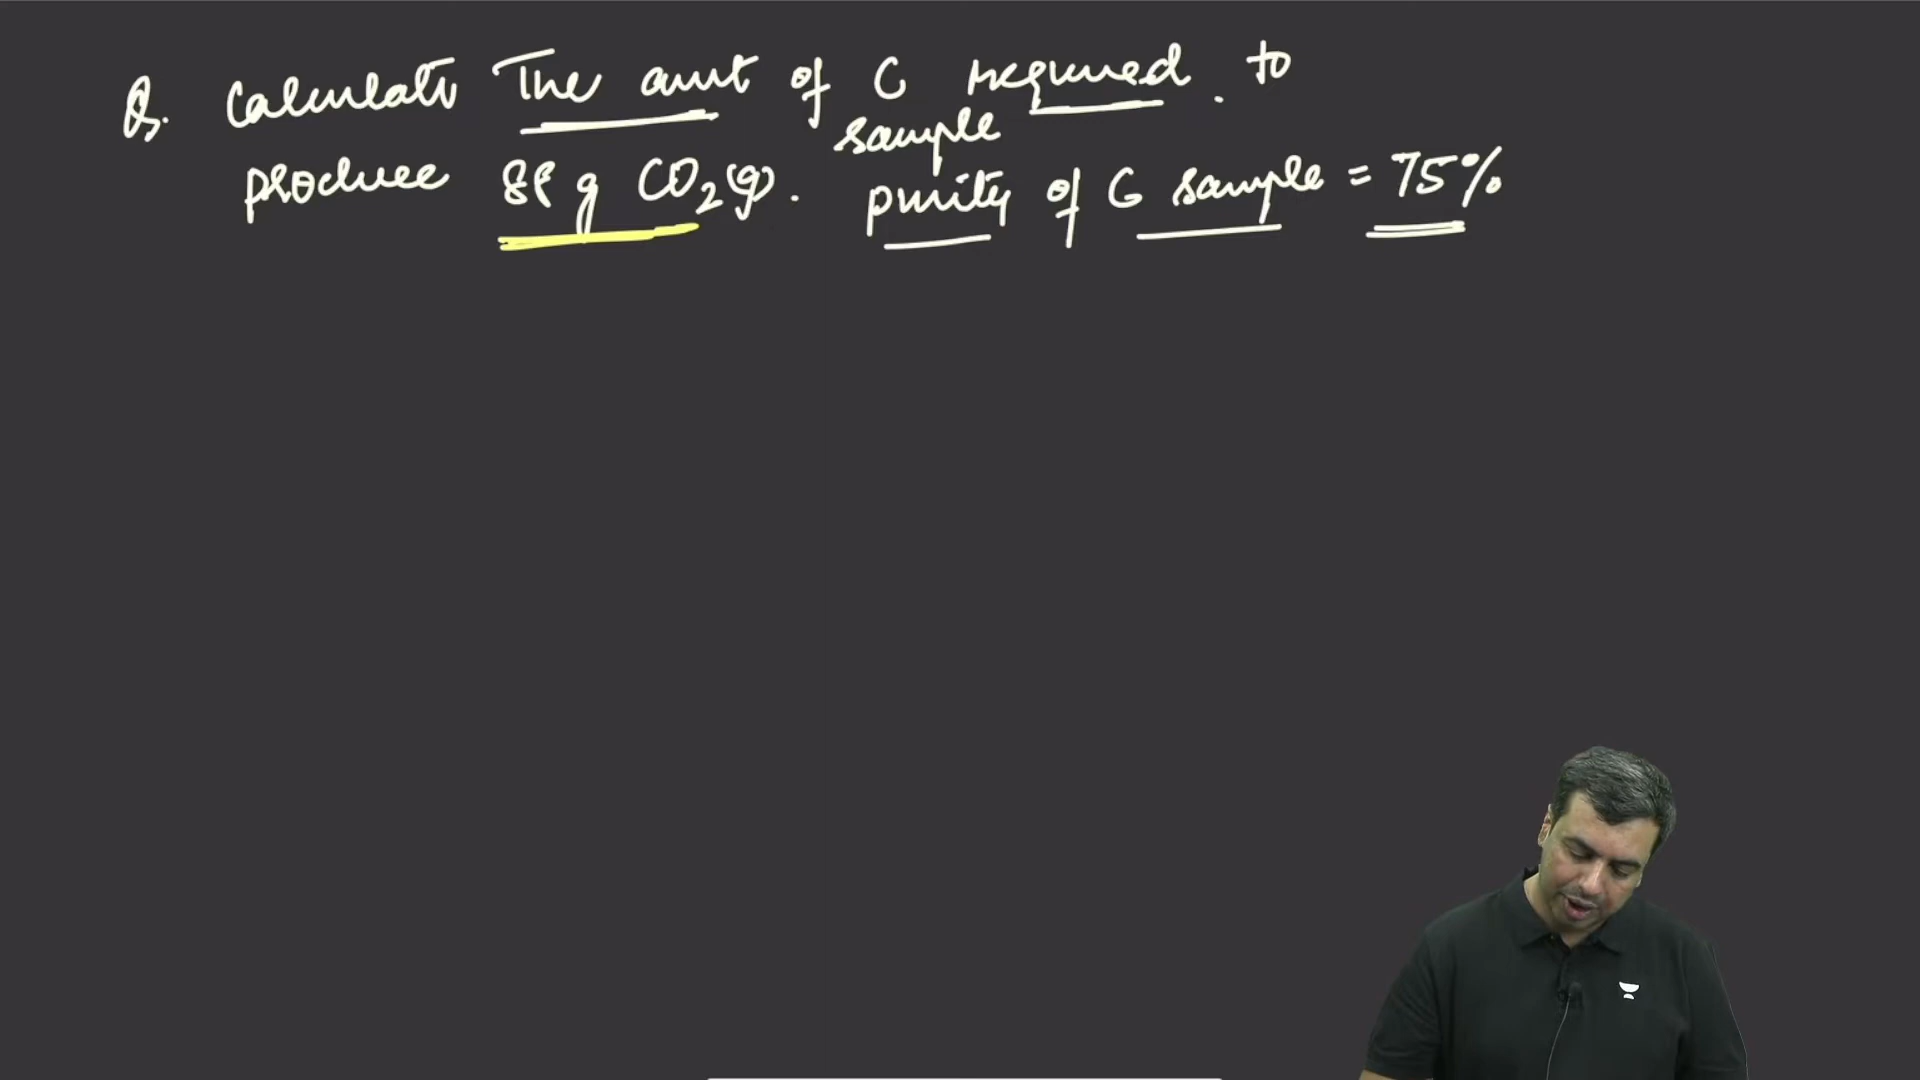 Q. Calculate The amt of C required. to
sample
produce 88 g CO2(g). purity of C sample = 75%